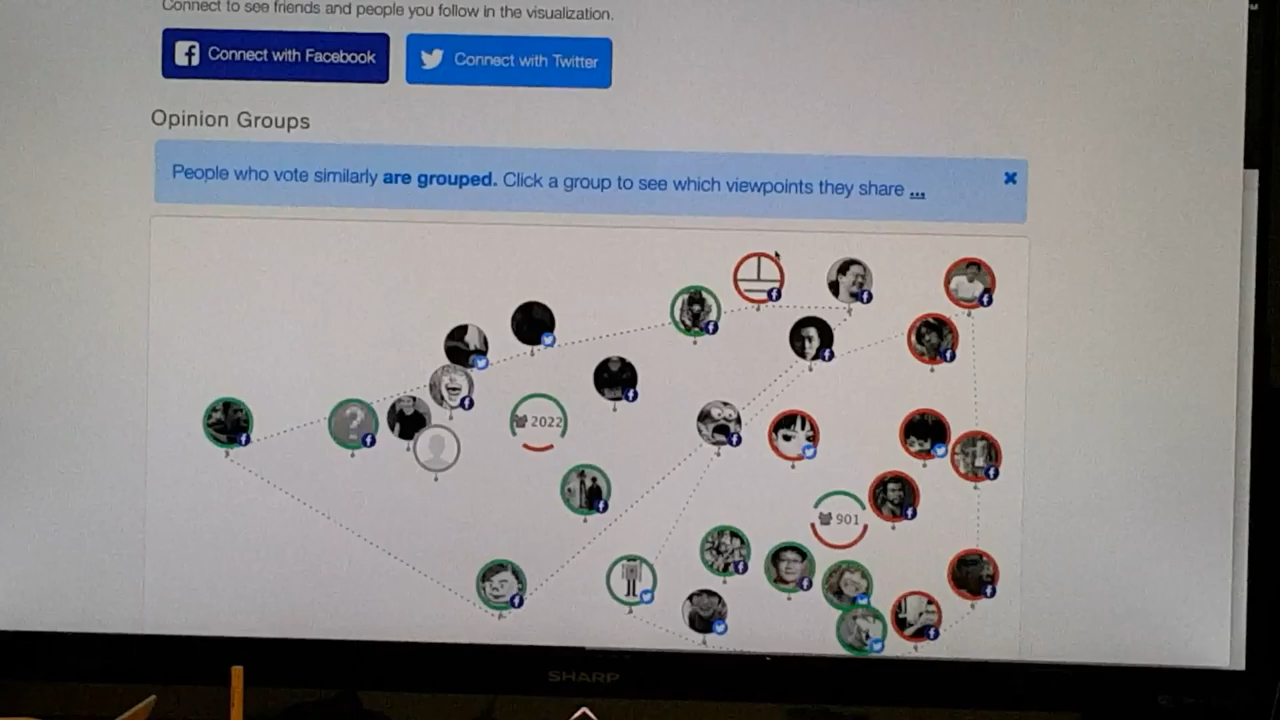 Connect to see friends and people you follow in the visualization.
Connect with Facebook
Connect with Twitter
Opinion Groups
People who vote similarly are grouped. Click a group to see which viewpoints they share ...
?
2022
901
SHARP